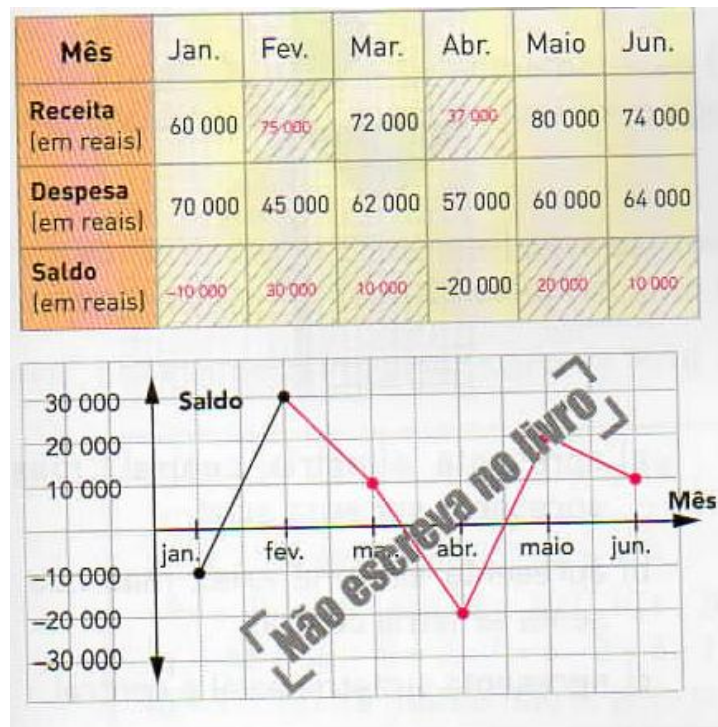 Mês Jan. Fev. Mar. Abr. Maio Jun.
Receita
(em reais) 60 000 75 000 72 000 37 000 80 000 74 000
Despesa
(em reais) 70 000 45 000 62 000 57 000 60 000 64 000
Saldo
(em reais) –10 000 30 000 10 000 –20 000 20 000 10 000
30 000 Saldo
20 000
10 000
Mês
jan. fev. mar. abr. maio jun.
–10 000
–20 000
–30 000
Não escreva no livro